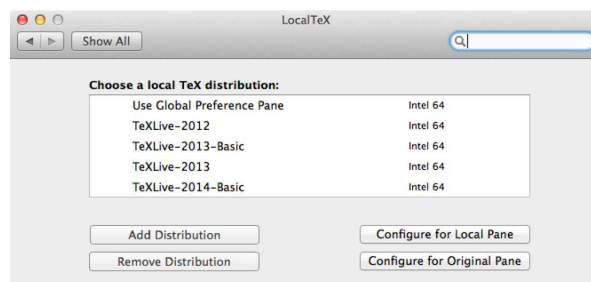 LocalTeX
Show All
Choose a local TeX distribution:
Use Global Preference Pane Intel 64
TeXLive-2012 Intel 64
TeXLive-2013-Basic Intel 64
TeXLive-2013 Intel 64
TeXLive-2014-Basic Intel 64
Add Distribution Configure for Local Pane
Remove Distribution Configure for Original Pane